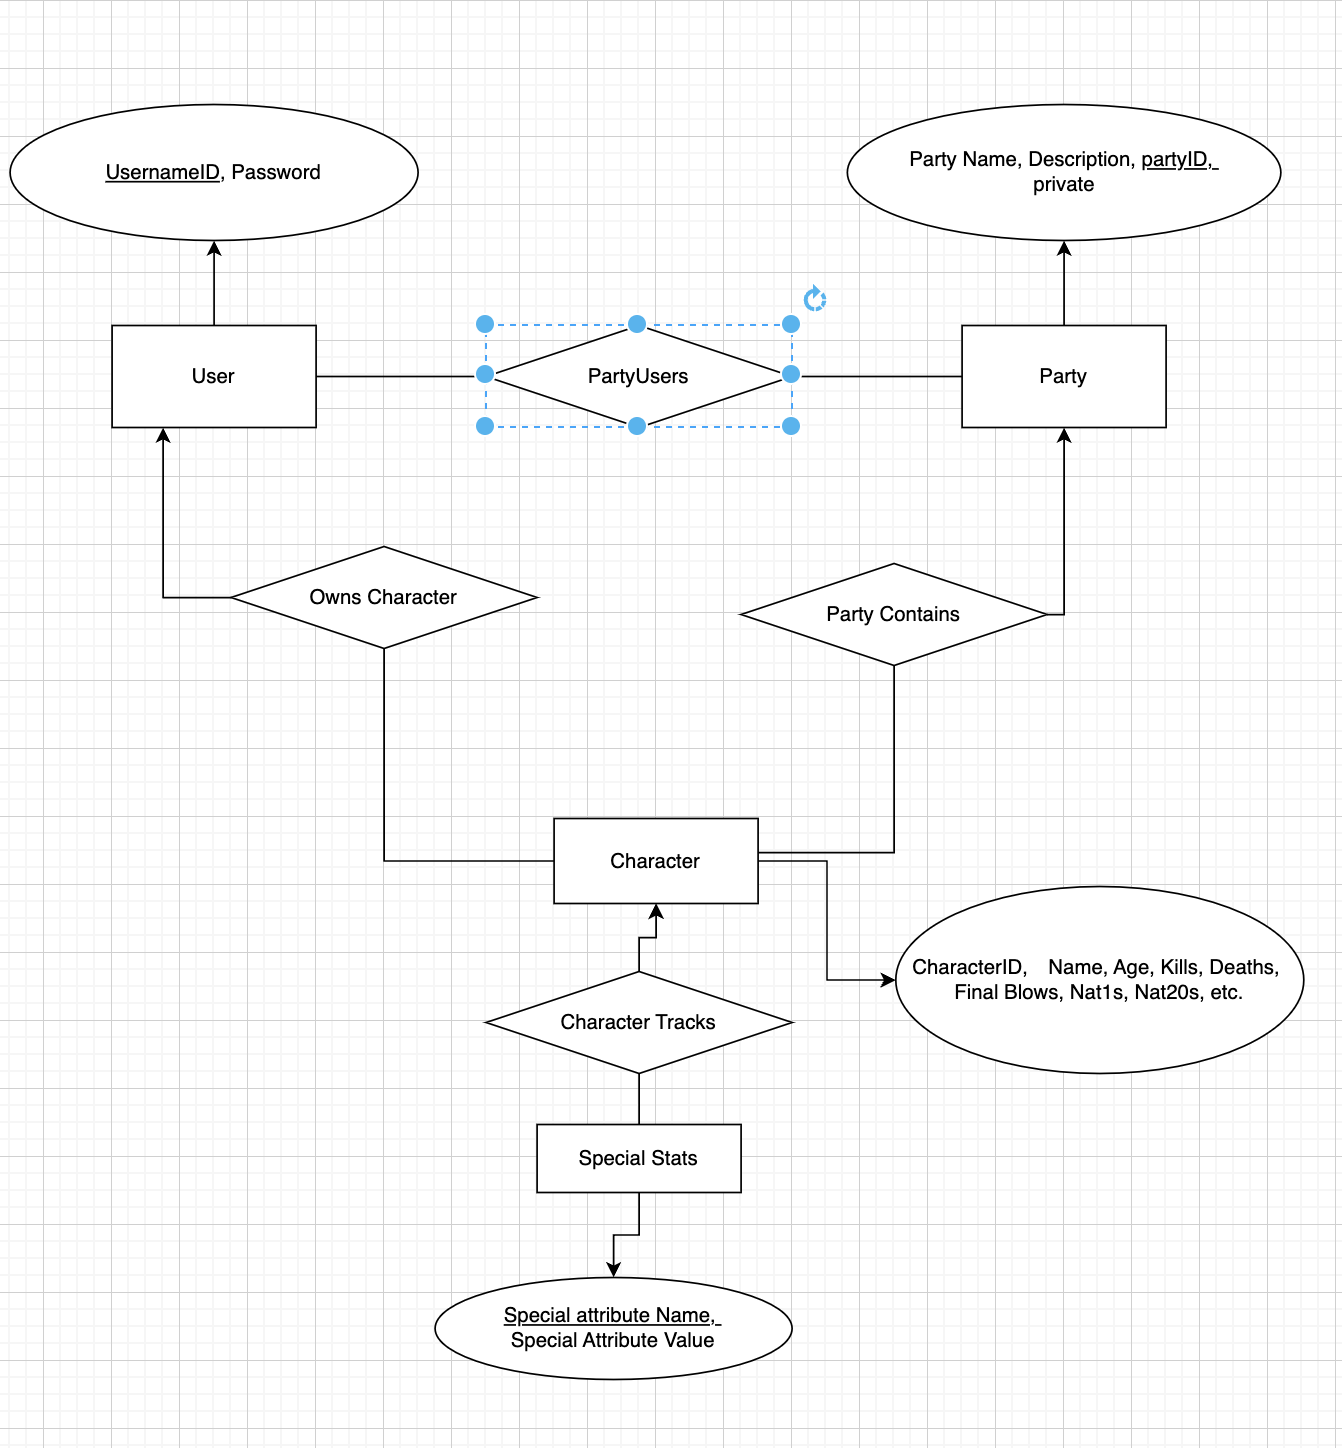 UsernameID, Password
Party Name, Description, partyID,
private
User
PartyUsers
Party
Owns Character
Party Contains
Character
CharacterID, Name, Age, Kills, Deaths,
Final Blows, Nat1s, Nat20s, etc.
Character Tracks
Special Stats
Special attribute Name,
Special Attribute Value